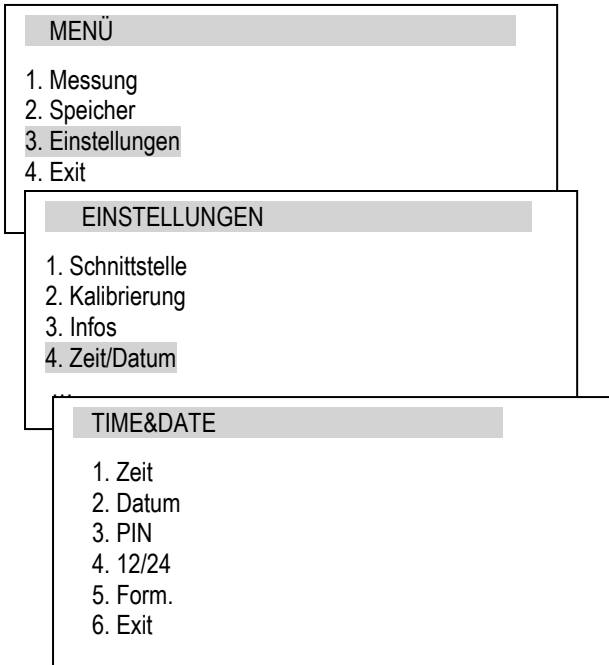 MENÜ
1. Messung
2. Speicher
3. Einstellungen
4. Exit
EINSTELLUNGEN
1. Schnittstelle
2. Kalibrierung
3. Infos
4. Zeit/Datum
...
TIME&DATE
1. Zeit
2. Datum
3. PIN
4. 12/24
5. Form.
6. Exit